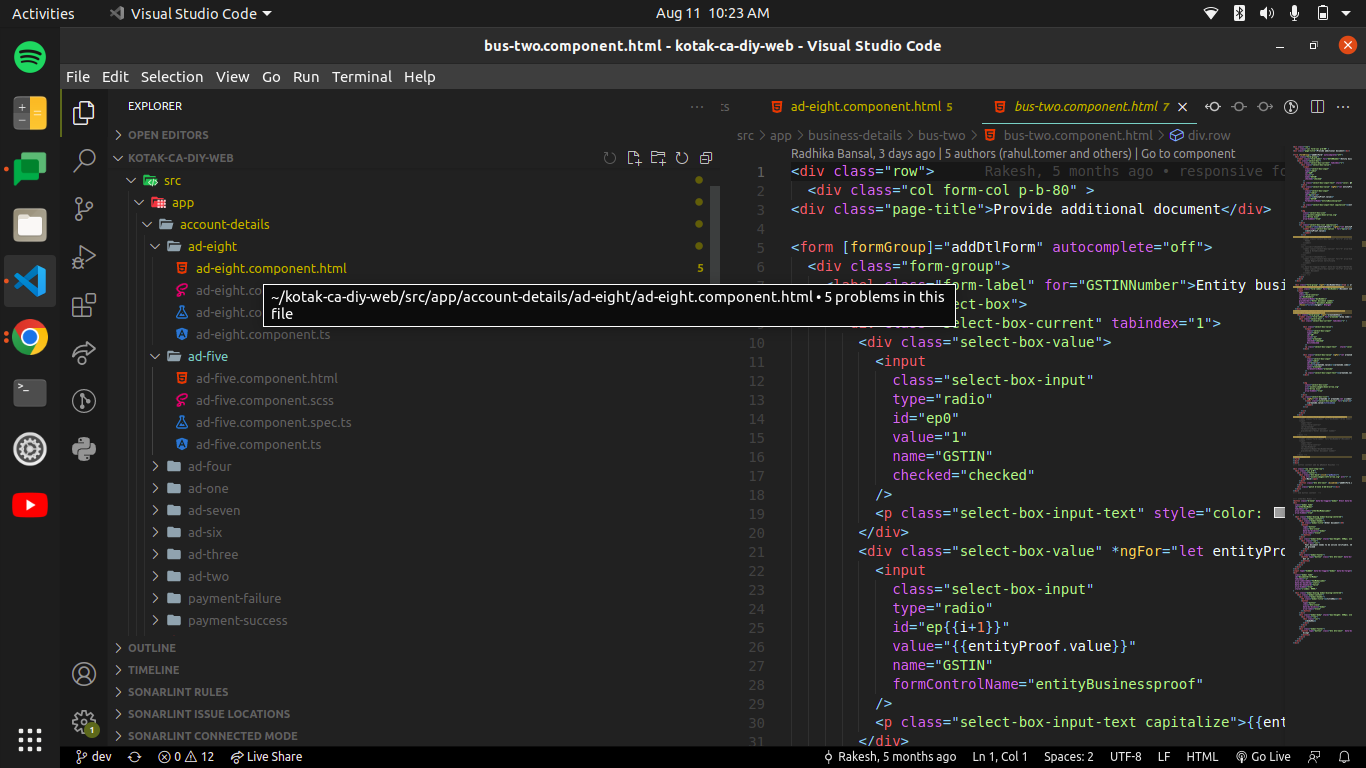 Activities
Visual Studio Code
Aug 11 10:23 AM
bus-two.component.html - kotak-ca-diy-web - Visual Studio Code
File Edit Selection View Go Run Terminal Help
EXPLORER
OPEN EDITORS
KOTAK-CA-DIY-WEB
src
app
account-details
ad-eight
ad-eight.component.html 5
ad-eight.co
ad-eight.co
ad-eight.component.ts
~/kotak-ca-diy-web/src/app/account-details/ad-eight/ad-eight.component.html • 5 problems in this
file
ad-five
ad-five.component.html
ad-five.component.scss
ad-five.component.spec.ts
ad-five.component.ts
ad-four
ad-one
ad-seven
ad-six
ad-three
ad-two
payment-failure
payment-success
OUTLINE
TIMELINE
SONARLINT RULES
SONARLINT ISSUE LOCATIONS
SONARLINT CONNECTED MODE
ts ad-eight.component.html 5 bus-two.component.html 7
src > app > business-details > bus-two > bus-two.component.html > div.row
Radhika Bansal, 3 days ago | 5 authors (rahul.tomer and others) | Go to component
1 <div class="row"> Rakesh, 5 months ago • responsive fo
2 <div class="col form-col p-b-80" >
3 <div class="page-title">Provide additional document</div>
4
5 <form [formGroup]="addDtlForm" autocomplete="off">
6 <div class="form-group">
<label class="form-label" for="GSTINNumber">Entity busi
ect-box">
select-box-current" tabindex="1">
10 <div class="select-box-value">
11 <input
12 class="select-box-input"
13 type="radio"
14 id="ep0"
15 value="1"
16 name="GSTIN"
17 checked="checked"
18 />
19 <p class="select-box-input-text" style="color:
20 </div>
21 <div class="select-box-value" *ngFor="let entityPro
22 <input
23 class="select-box-input"
24 type="radio"
25 id="ep{{i+1}}"
26 value="{{entityProof.value}}"
27 name="GSTIN"
28 formControlName="entityBusinessproof"
29 />
30 <p class="select-box-input-text capitalize">{{ent
31 </div>
1
dev 0 12 Live Share
Rakesh, 5 months ago Ln 1, Col 1 Spaces: 2 UTF-8 LF HTML Go Live